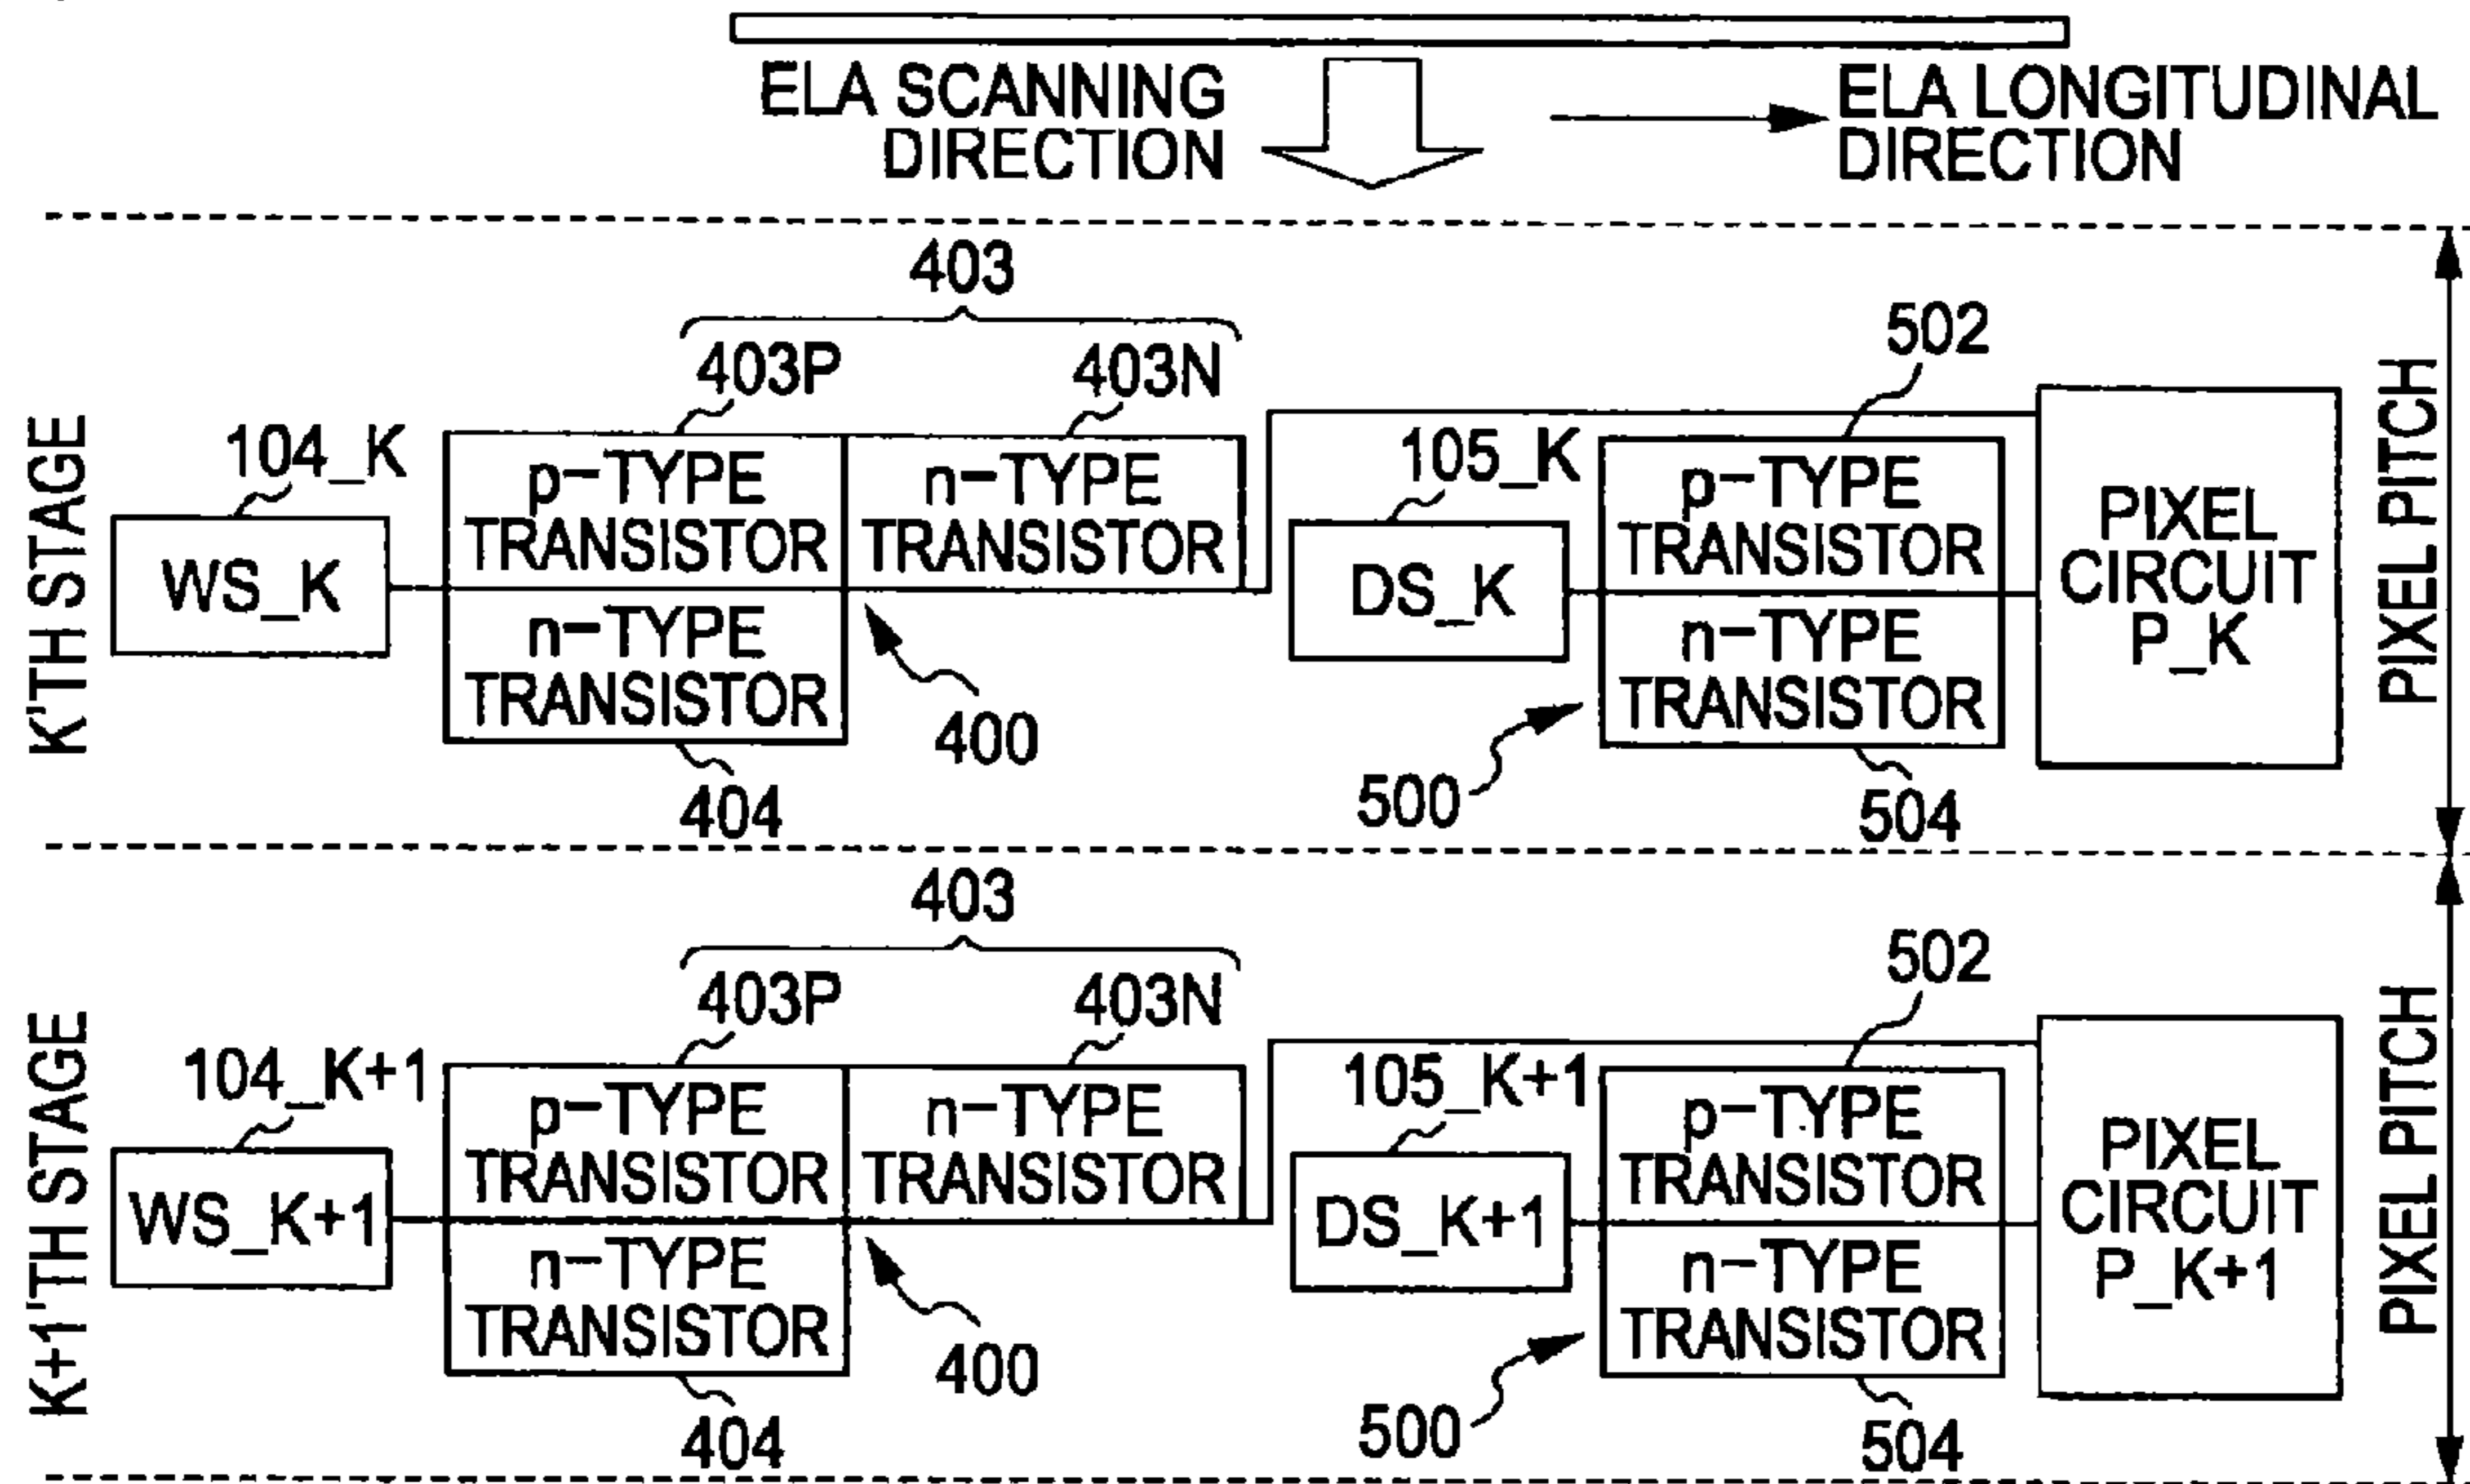 ELA SCANNING
DIRECTION
ELA LONGITUDINAL
DIRECTION
K'TH STAGE
403
403P
403N
502
104_K
105_K
WS_K
p-TYPE
TRANSISTOR
n-TYPE
TRANSISTOR
n-TYPE
TRANSISTOR
DS_K
p-TYPE
TRANSISTOR
n-TYPE
TRANSISTOR
PIXEL
CIRCUIT
P_K
PIXEL PITCH
400
500
404
504
K+1'TH STAGE
403
403P
403N
502
104_K+1
105_K+1
WS_K+1
p-TYPE
TRANSISTOR
n-TYPE
TRANSISTOR
n-TYPE
TRANSISTOR
DS_K+1
p-TYPE
TRANSISTOR
n-TYPE
TRANSISTOR
PIXEL
CIRCUIT
P_K+1
PIXEL PITCH
400
500
404
504